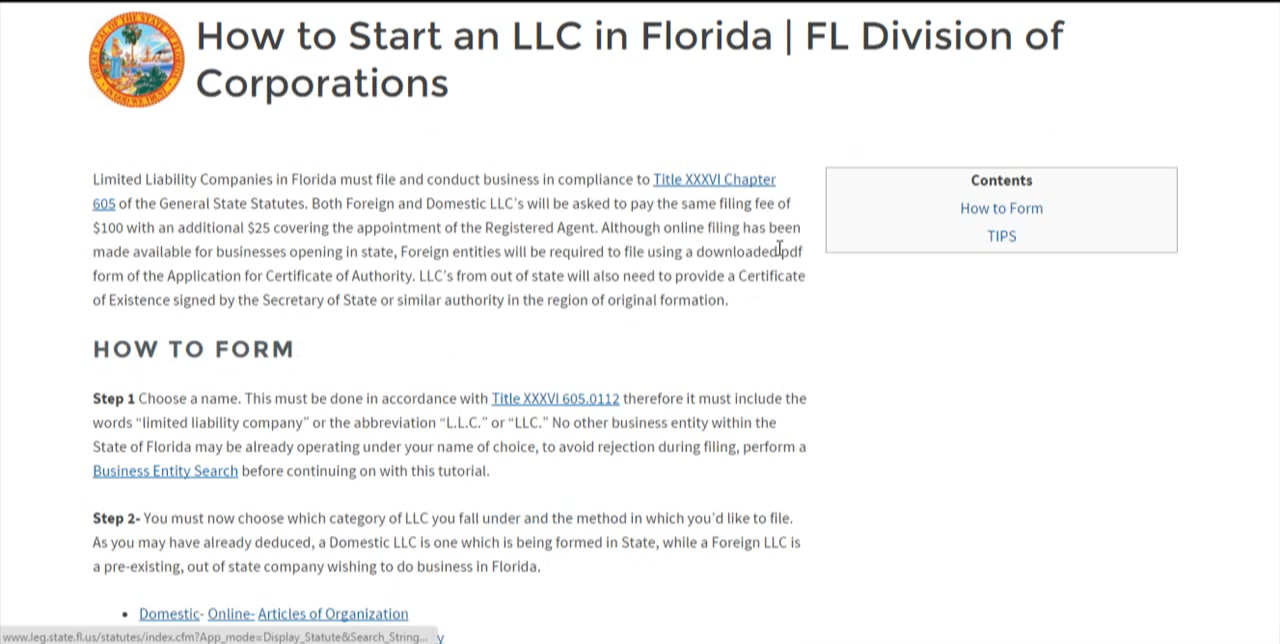 How to Start an LLC in Florida | FL Division of
Corporations
Limited Liability Companies in Florida must file and conduct business in compliance to Title XXXVI Chapter
605 of the General State Statutes. Both Foreign and Domestic LLC's will be asked to pay the same filing fee of
$100 with an additional $25 covering the appointment of the Registered Agent. Although online filing has been
made available for businesses opening in state, Foreign entities will be required to file using a downloaded pdf
form of the Application for Certificate of Authority. LLC's from out of state will also need to provide a Certificate
of Existence signed by the Secretary of State or similar authority in the region of original formation.
Contents
How to Form
TIPS
HOW TO FORM
Step 1 Choose a name. This must be done in accordance with Title XXXVI 605.0112 therefore it must include the
words “limited liability company” or the abbreviation “L.L.C.” or “LLC.” No other business entity within the
State of Florida may be already operating under your name of choice, to avoid rejection during filing, perform a
Business Entity Search before continuing on with this tutorial.
Step 2- You must now choose which category of LLC you fall under and the method in which you'd like to file.
As you may have already deduced, a Domestic LLC is one which is being formed in State, while a Foreign LLC is
a pre-existing, out of state company wishing to do business in Florida.
• Domestic- Online- Articles of Organization
www.leg.state.fl.us/statutes/index.cfm?App_mode=Display_Statute&Search_String...